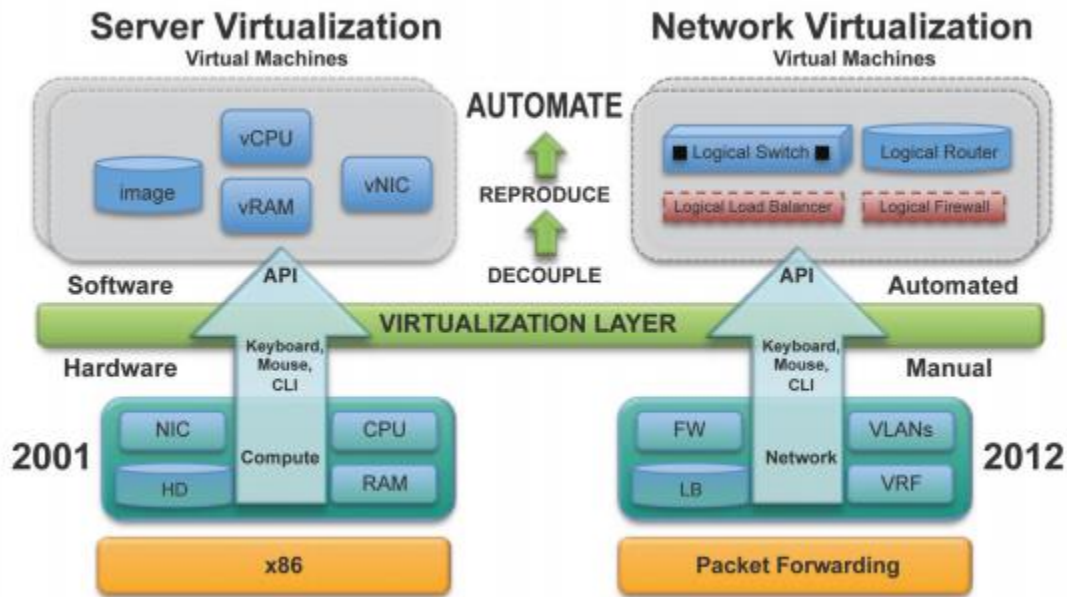 Server Virtualization
Virtual Machines
Network Virtualization
Virtual Machines
AUTOMATE
REPRODUCE
DECOUPLE
vCPU
image
vRAM
vNIC
Logical Switch
Logical Router
Logical Load Balancer
Logical Firewall
API
API
Software
Automated
VIRTUALIZATION LAYER
Hardware
Manual
Keyboard,
Mouse,
CLI
Keyboard,
Mouse,
CLI
2001
NIC
CPU
Compute
HD
RAM
FW
VLANs
Network
LB
VRF
2012
x86
Packet Forwarding